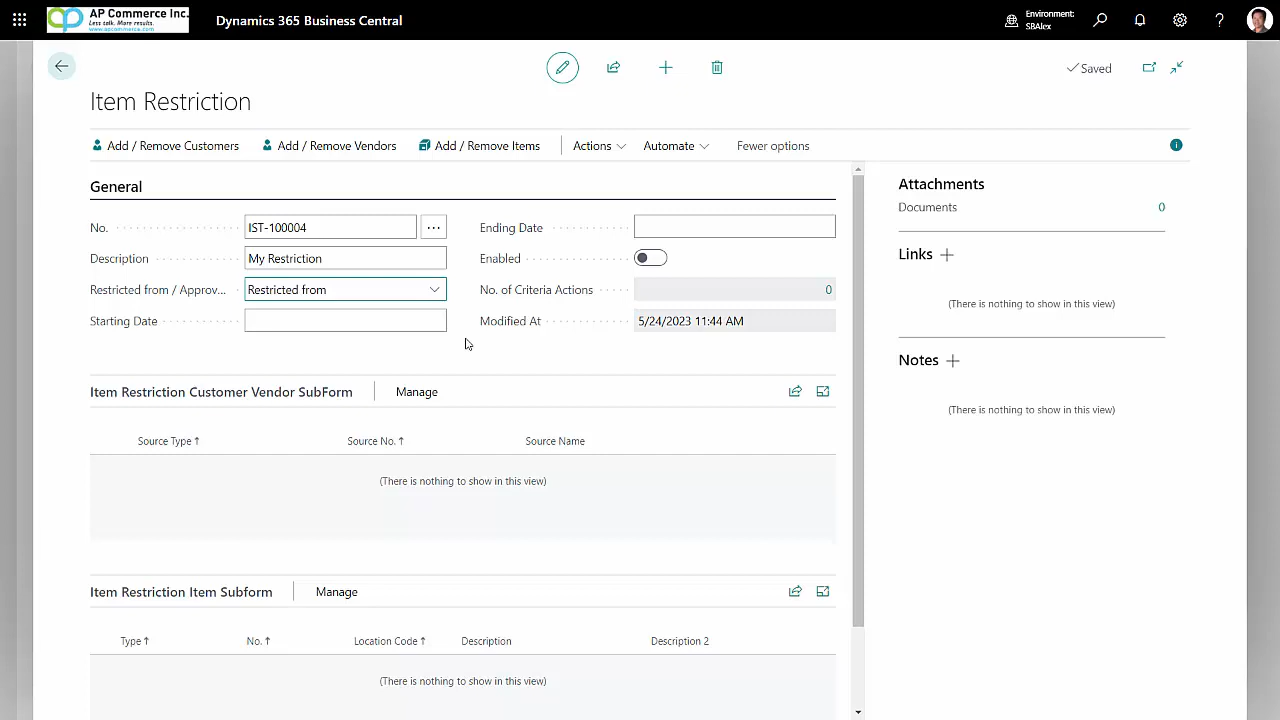 AP Commerce Inc.
Less talk. More results.
www.apcommerce.com
Dynamics 365 Business Central
Environment:
SBAlex
?
Saved
Item Restriction
Add / Remove Customers
Add / Remove Vendors
Add / Remove Items
Actions
Automate
Fewer options
General
No.
IST-100004
...
Ending Date
Description
My Restriction
Enabled
Restricted from / Approv...
Restricted from
No. of Criteria Actions
0
Starting Date
Modified At
5/24/2023 11:44 AM
Item Restriction Customer Vendor SubForm
Manage
Source Type ↑
Source No. ↑
Source Name
(There is nothing to show in this view)
Item Restriction Item Subform
Manage
Type ↑
No. ↑
Location Code ↑
Description
Description 2
(There is nothing to show in this view)
Attachments
Documents
0
Links
(There is nothing to show in this view)
Notes
(There is nothing to show in this view)